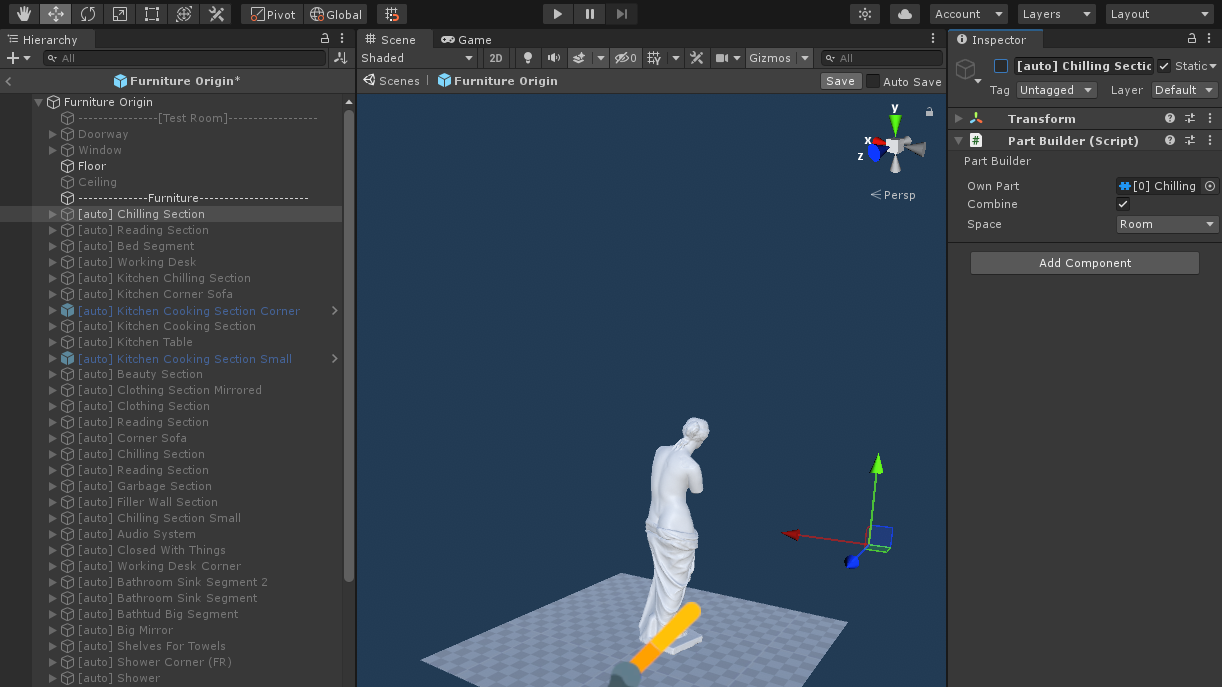 Pivot
Global
Account
Layers
Layout
Hierarchy
Scene
Game
Inspector
All
Shaded
2D
0
Gizmos
All
[auto] Chilling Sectic
Static
Furniture Origin*
Scenes
Furniture Origin
Save
Auto Save
Tag
Untagged
Layer
Default
Furniture Origin
----------------[Test Room]------------------
Doorway
Window
Floor
Ceiling
--------------Furniture----------------------
[auto] Chilling Section
[auto] Reading Section
[auto] Bed Segment
[auto] Working Desk
[auto] Kitchen Chilling Section
[auto] Kitchen Corner Sofa
[auto] Kitchen Cooking Section Corner
[auto] Kitchen Cooking Section
[auto] Kitchen Table
[auto] Kitchen Cooking Section Small
[auto] Beauty Section
[auto] Clothing Section Mirrored
[auto] Clothing Section
[auto] Reading Section
[auto] Corner Sofa
[auto] Chilling Section
[auto] Reading Section
[auto] Garbage Section
[auto] Filler Wall Section
[auto] Chilling Section Small
[auto] Audio System
[auto] Closed With Things
[auto] Working Desk Corner
[auto] Bathroom Sink Segment 2
[auto] Bathroom Sink Segment
[auto] Bathtud Big Segment
[auto] Big Mirror
[auto] Shelves For Towels
[auto] Shower Corner (FR)
[auto] Shower
y
x
z
Persp
Transform
Part Builder (Script)
Part Builder
Own Part
[0] Chilling
Combine
Space
Room
Add Component